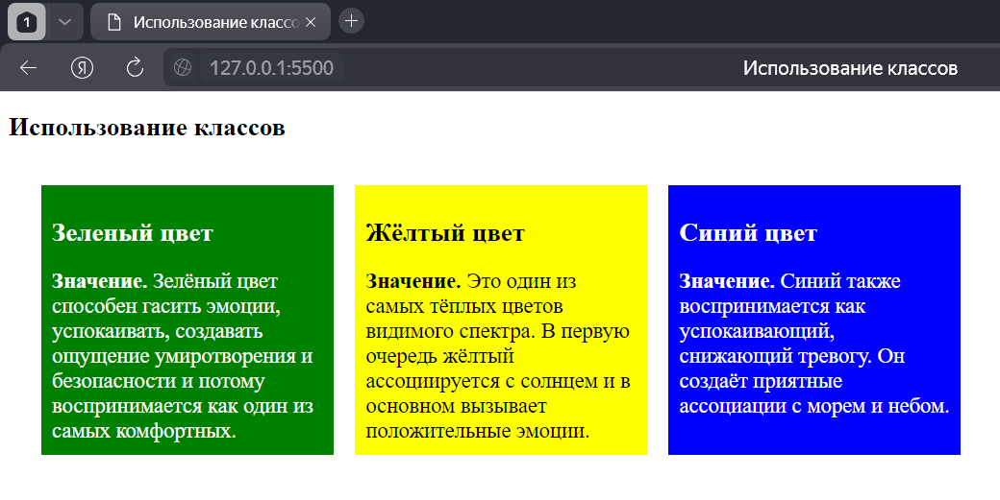 1
Использование классо
127.0.0.1:5500
Использование классов
Использование классов
Зеленый цвет
Значение. Зелёный цвет
способен гасить эмоции,
успокаивать, создавать
ощущение умиротворения и
безопасности и потому
воспринимается как один из
самых комфортных.
Жёлтый цвет
Значение. Это один из
самых тёплых цветов
видимого спектра. В первую
очередь жёлтый
ассоциируется с солнцем и в
основном вызывает
положительные эмоции.
Синий цвет
Значение. Синий также
воспринимается как
успокаивающий,
снижающий тревогу. Он
создаёт приятные
ассоциации с морем и небом.